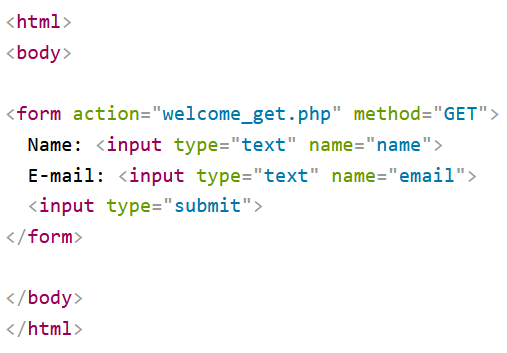 <html>
<body>
<form action="welcome_get.php" method="GET">
Name: <input type="text" name="name">
E-mail: <input type="text" name="email">
<input type="submit">
</form>
</body>
</html>